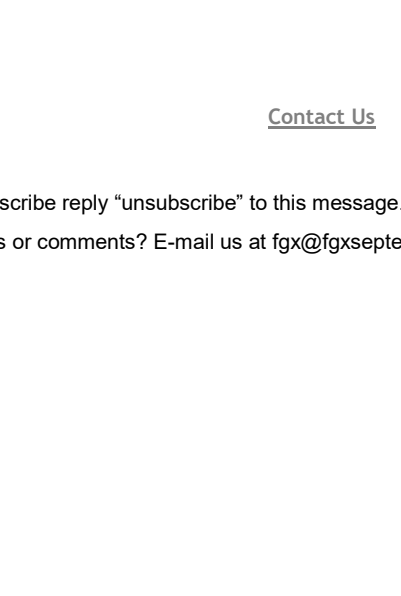 Contact Us
scribe reply “unsubscribe” to this message.
s or comments? E-mail us at fgx@fgxsepte